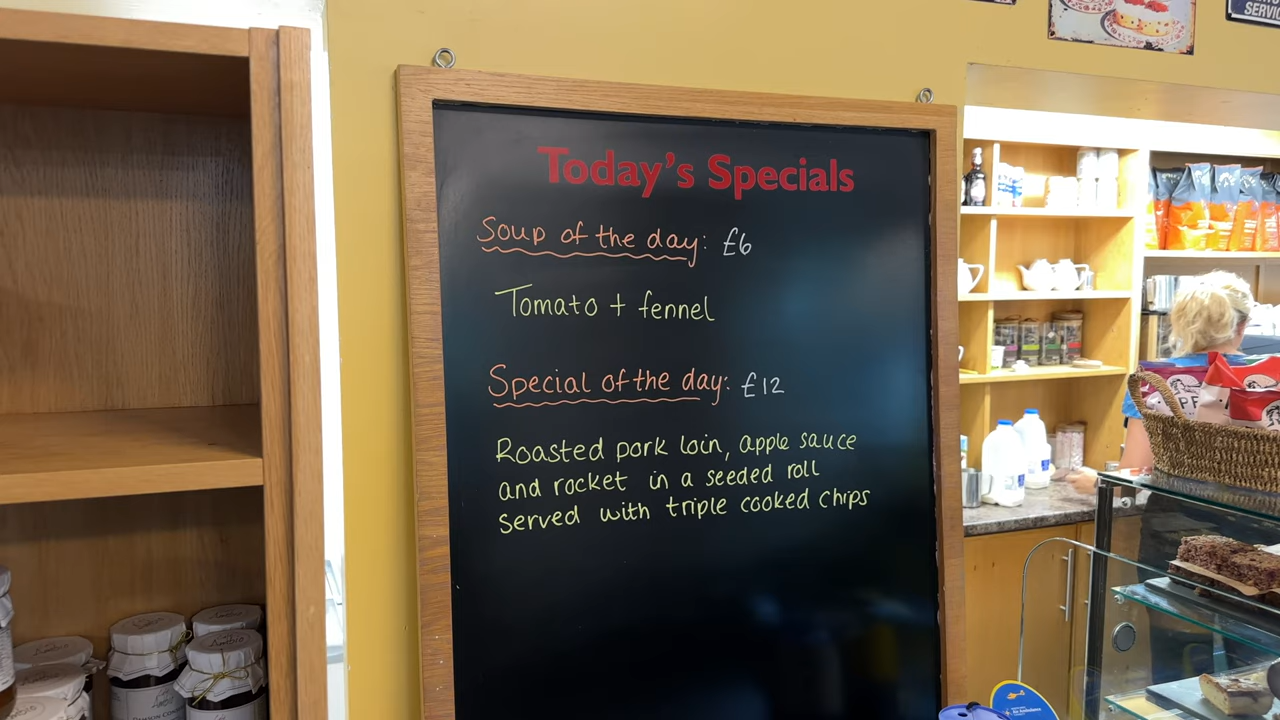 Today's Specials
Soup of the day: £6
Tomato + fennel
Special of the day: £12
Roasted pork loin, apple sauce
and rocket in a seeded roll
served with triple cooked chips
SERVIC